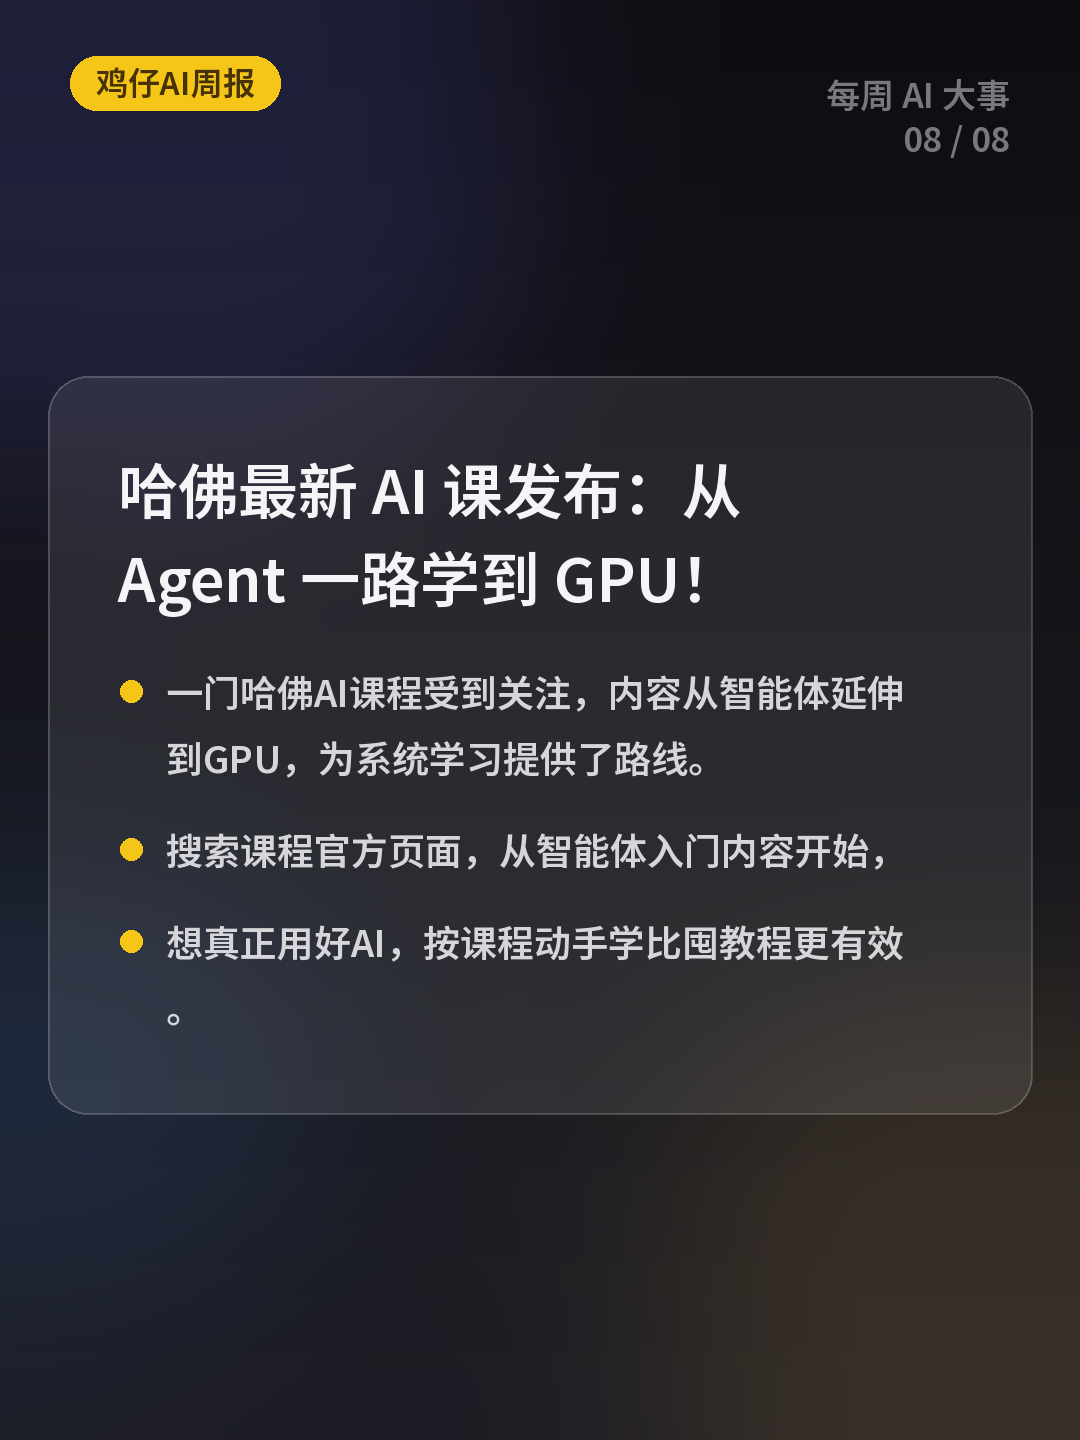 鸡仔AI周报
每周 AI 大事
08 / 08
哈佛最新 AI 课发布：从
Agent 一路学到 GPU！
一门哈佛AI课程受到关注，内容从智能体延伸
到GPU，为系统学习提供了路线。
搜索课程官方页面，从智能体入门内容开始，
想真正用好AI，按课程动手学比囤教程更有效
。